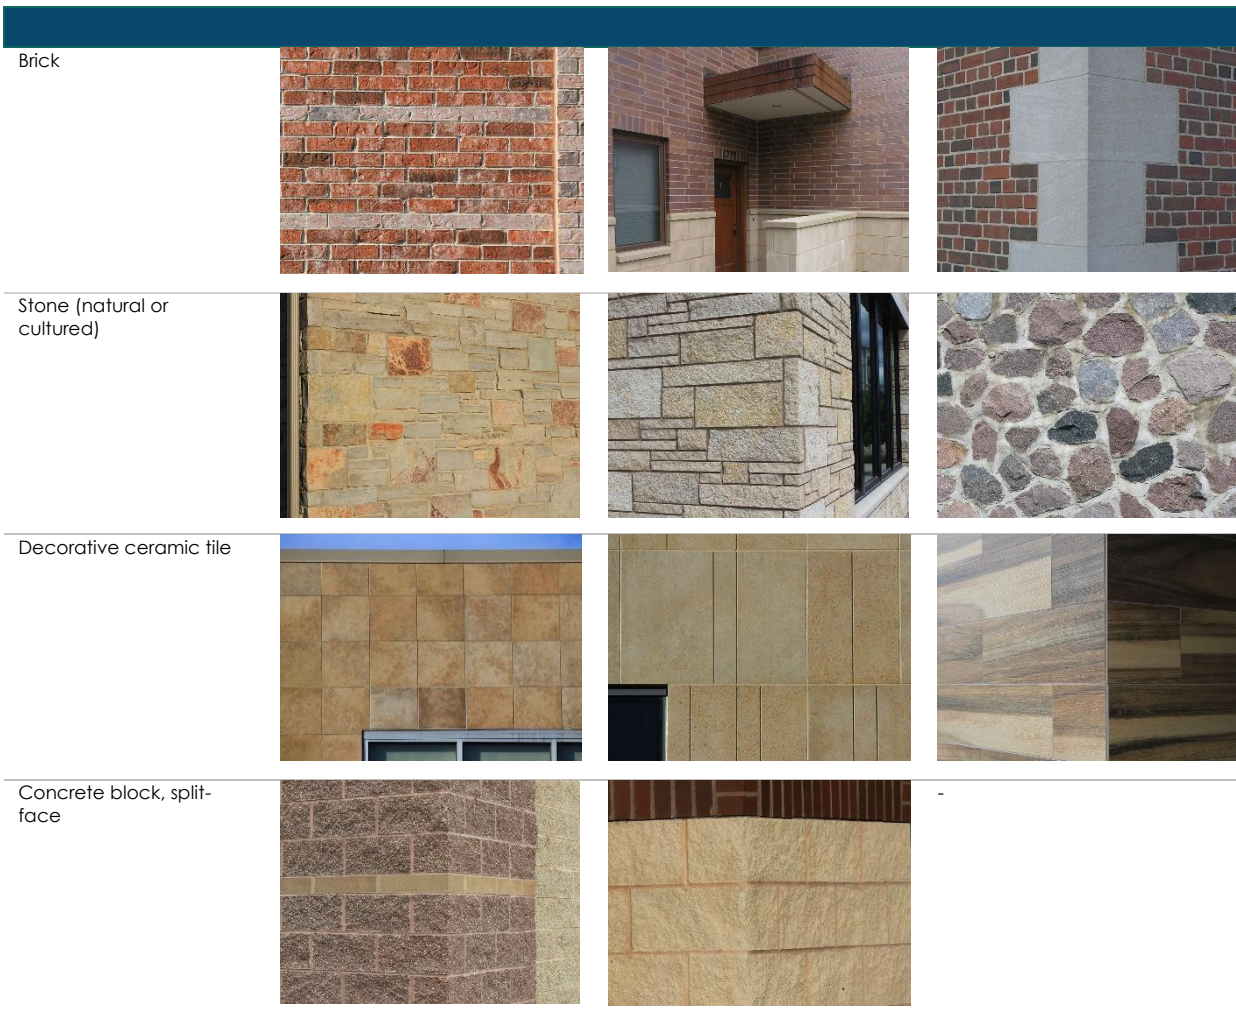 Brick
Stone (natural or
cultured)
Decorative ceramic tile
Concrete block, split-
face
-